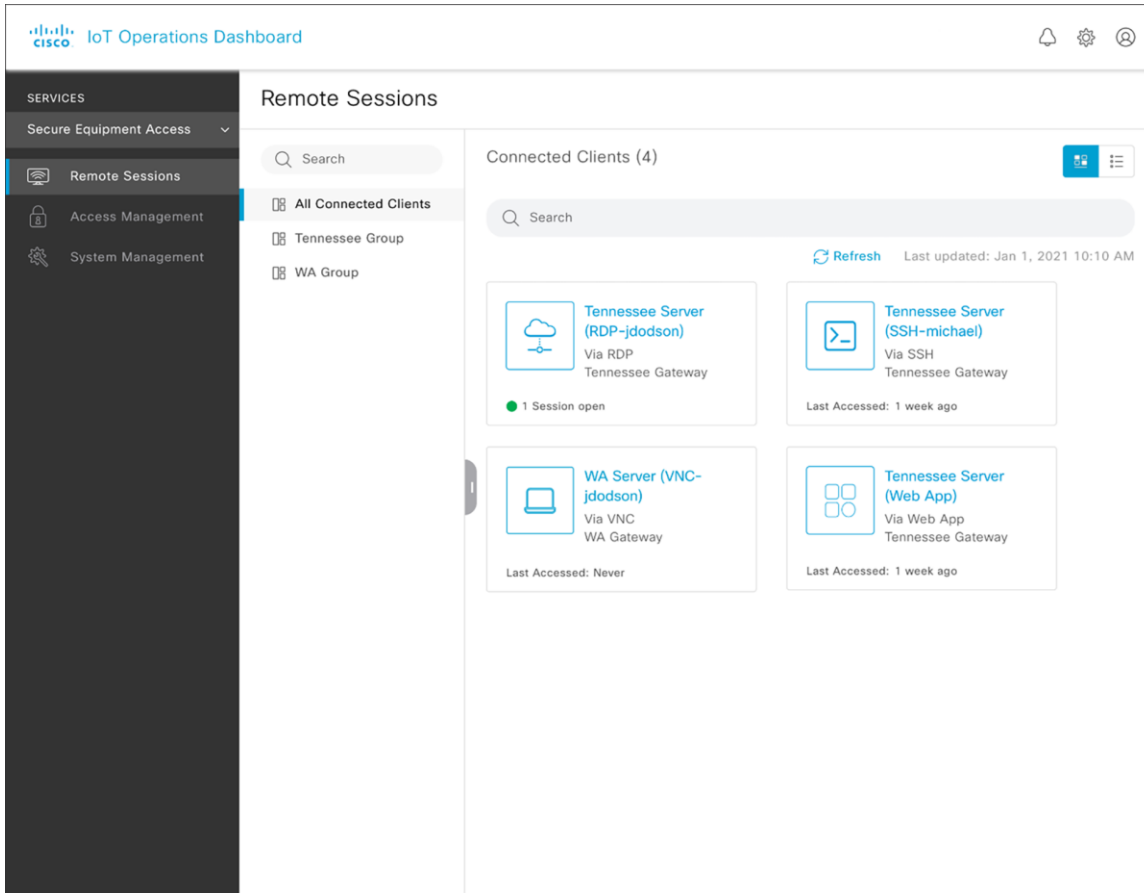 CISCO IoT Operations Dashboard
SERVICES
Secure Equipment Access
Remote Sessions
Access Management
System Management
Remote Sessions
Search
All Connected Clients
Tennessee Group
WA Group
Connected Clients (4)
Search
Refresh Last updated: Jan 1, 2021 10:10 AM
Tennessee Server
(RDP-jdodson)
Via RDP
Tennessee Gateway
1 Session open
Tennessee Server
(SSH-michael)
Via SSH
Tennessee Gateway
Last Accessed: 1 week ago
WA Server (VNC-
jdodson)
Via VNC
WA Gateway
Last Accessed: Never
Tennessee Server
(Web App)
Via Web App
Tennessee Gateway
Last Accessed: 1 week ago